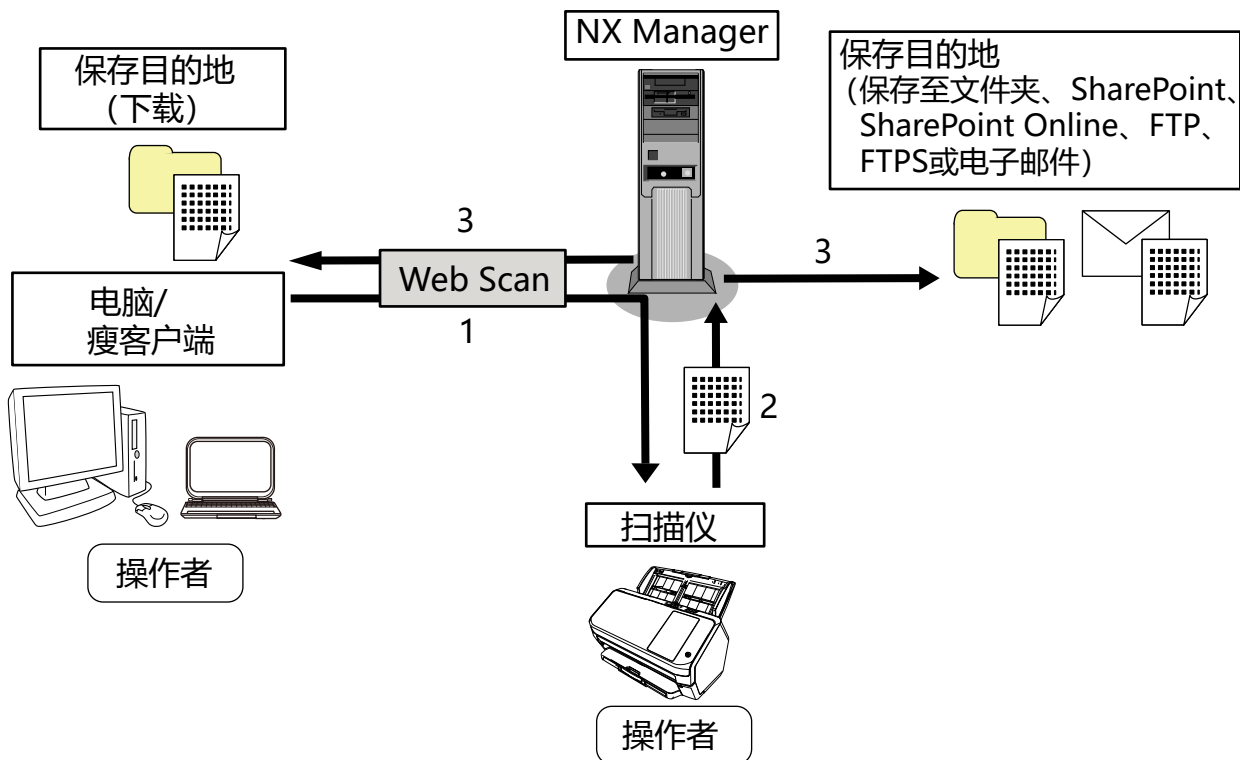 NX Manager
保存目的地
（下载）
保存目的地
（保存至文件夹、SharePoint、
SharePoint Online、FTP、
FTPS或电子邮件）
3
Web Scan
3
电脑/
瘦客户端
1
2
扫描仪
操作者
操作者